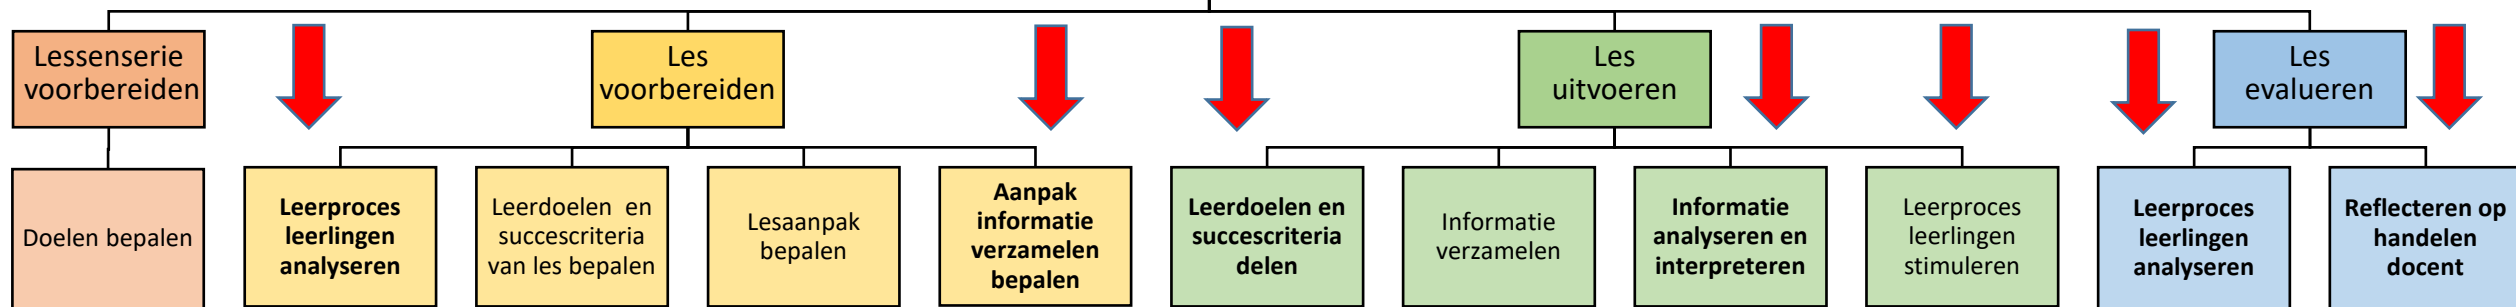 Lessenserie
voorbereiden
Les
voorbereiden
Les
uitvoeren
Les
evalueren
Doelen bepalen
Leerproces
leerlingen
analyseren
Leerdoelen en
succescriteria
van les bepalen
Lesaanpak
bepalen
Aanpak
informatie
verzamelen
bepalen
Leerdoelen en
succescriteria
delen
Informatie
verzamelen
Informatie
analyseren en
interpreteren
Leerproces
leerlingen
stimuleren
Leerproces
leerlingen
analyseren
Reflecteren op
handelen
docent